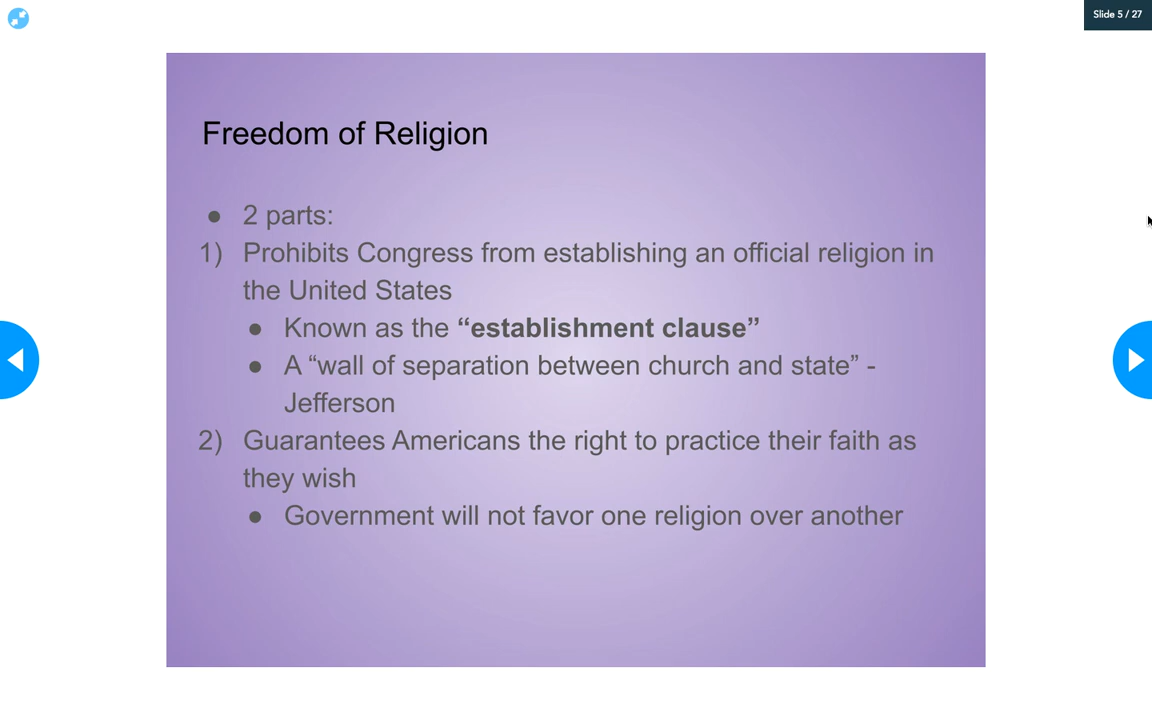 Slide 5 / 27
Freedom of Religion
● 2 parts:
1) Prohibits Congress from establishing an official religion in
the United States
● Known as the “establishment clause”
● A “wall of separation between church and state” -
Jefferson
2) Guarantees Americans the right to practice their faith as
they wish
● Government will not favor one religion over another